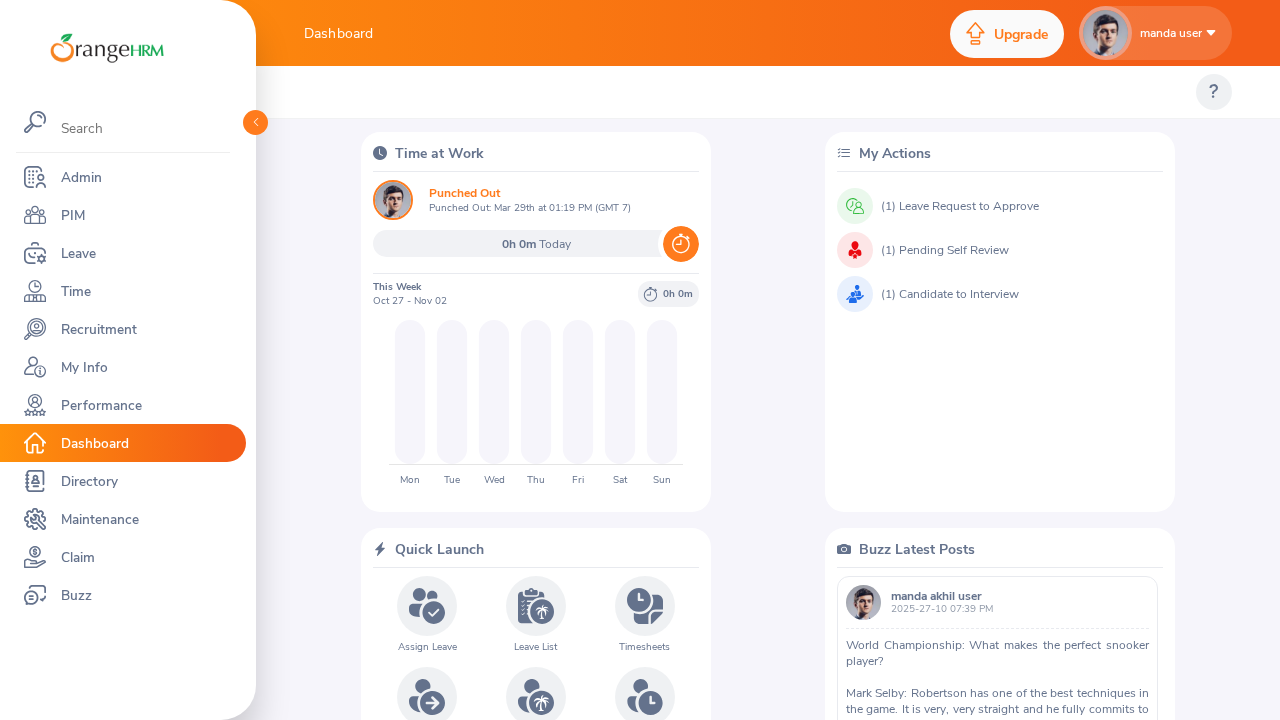 OrangeHRM
Search
Admin
PIM
Leave
Time
Recruitment
My Info
Performance
Dashboard
Directory
Maintenance
Claim
Buzz
Dashboard
Upgrade
manda user
?
Time at Work
Punched Out
Punched Out: Mar 29th at 01:19 PM (GMT 7)
0h 0m Today
This Week
Oct 27 - Nov 02
0h 0m
Mon Tue Wed Thu Fri Sat Sun
My Actions
(1) Leave Request to Approve
(1) Pending Self Review
(1) Candidate to Interview
Quick Launch
Assign Leave
Leave List
Timesheets
Buzz Latest Posts
manda akhil user
2025-27-10 07:39 PM
World Championship: What makes the perfect snooker
player?
Mark Selby: Robertson has one of the best techniques in
the game. It is very, very straight and he fully commits to